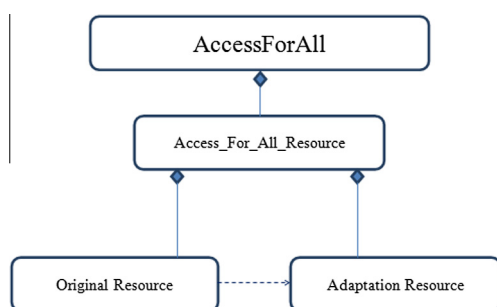 AccessForAll
Access_For_All_Resource
Original Resource
Adaptation Resource